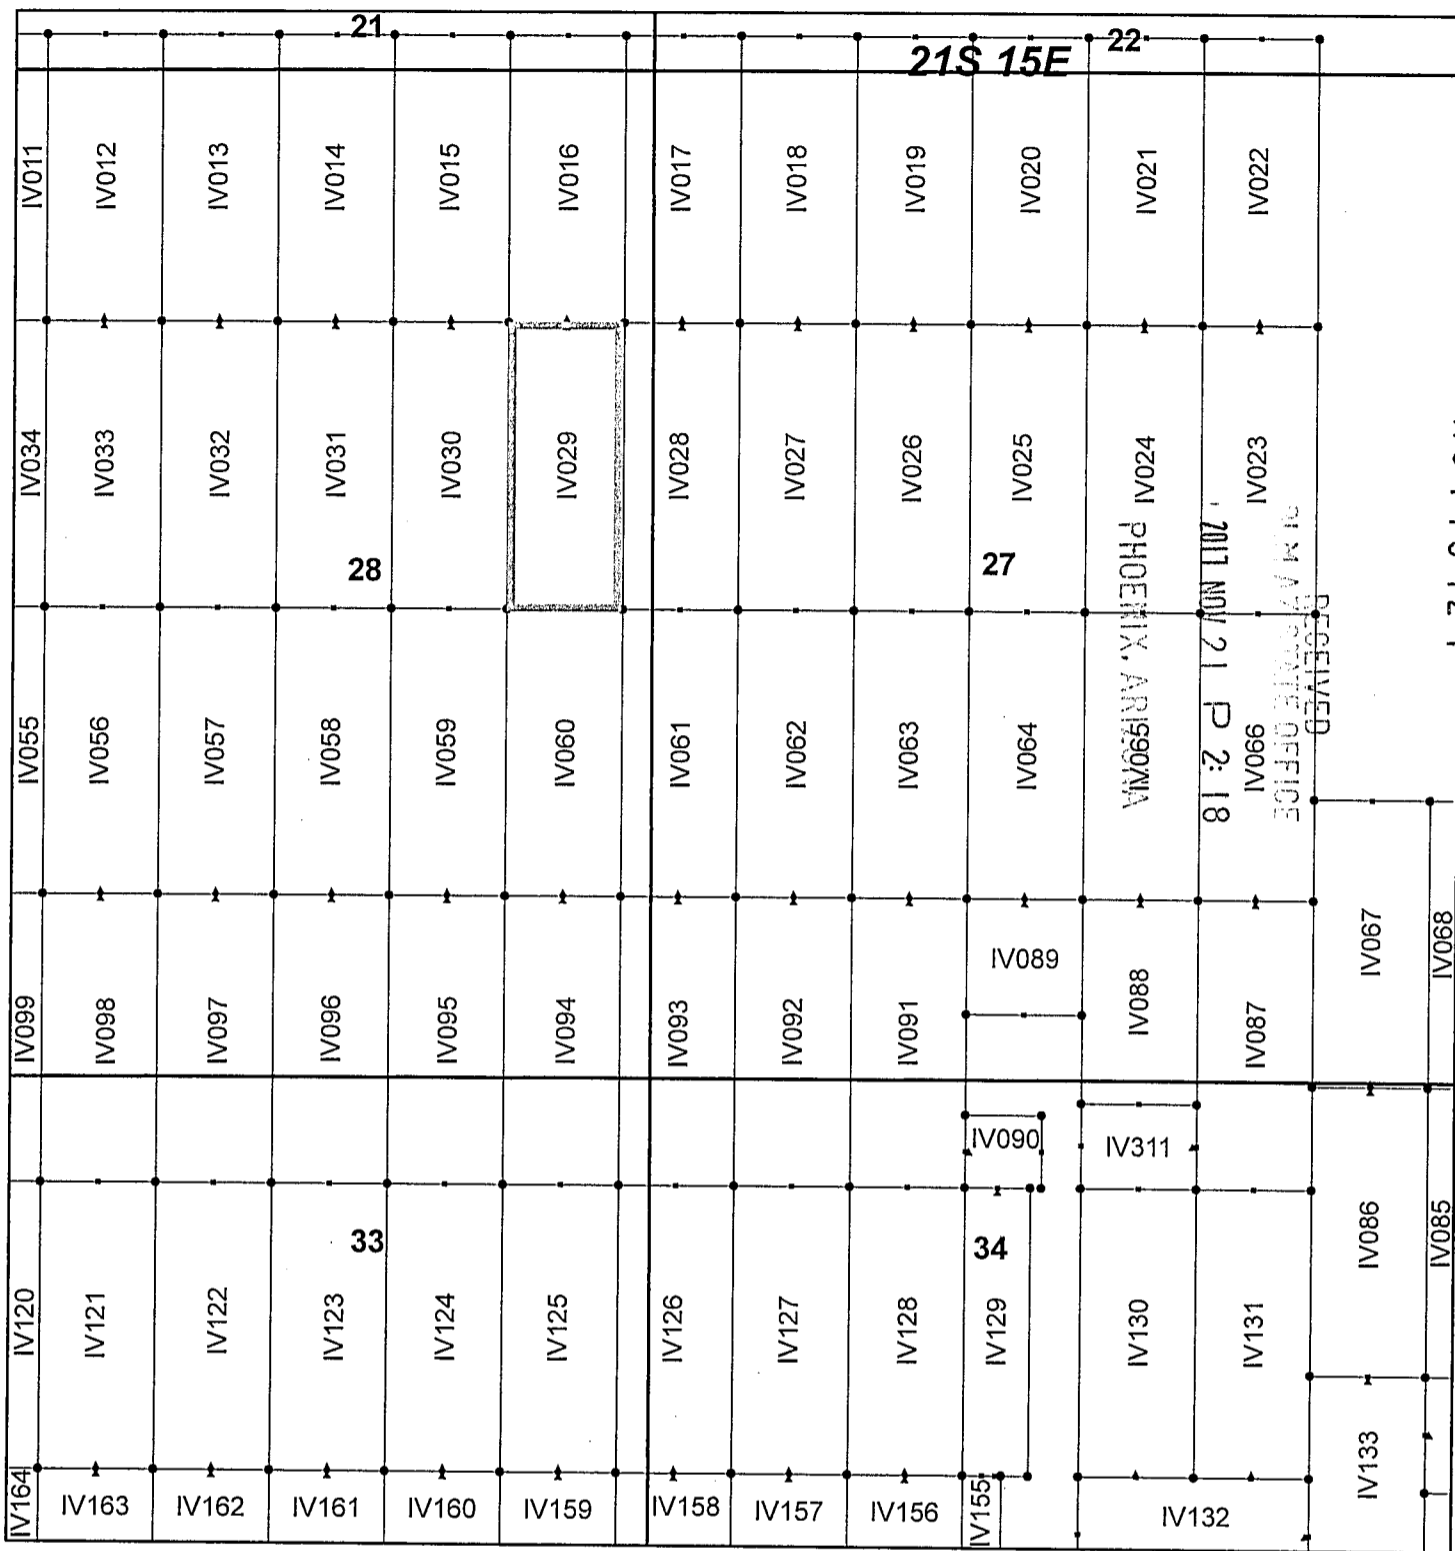 21 22
21S 15E
IV011 IV012 IV013 IV014 IV015 IV016 IV017 IV018 IV019 IV020 IV021 IV022
IV034 IV033 IV032 IV031 IV030 IV029 IV028 IV027 IV026 IV025 IV024 IV023
28 27
RECEIVED
STATE OFFICE
NOV 21 P 2:18
PHOENIX, ARIZONA
IV055 IV056 IV057 IV058 IV059 IV060 IV061 IV062 IV063 IV064 IV065 IV066
IV067 IV068
IV089
IV099 IV098 IV097 IV096 IV095 IV094 IV093 IV092 IV091 IV088 IV087
IV090 IV311
33 34
IV086 IV085
IV120 IV121 IV122 IV123 IV124 IV125 IV126 IV127 IV128 IV129 IV130 IV131
IV133
IV164 IV163 IV162 IV161 IV160 IV159 IV158 IV157 IV156 IV155 IV132